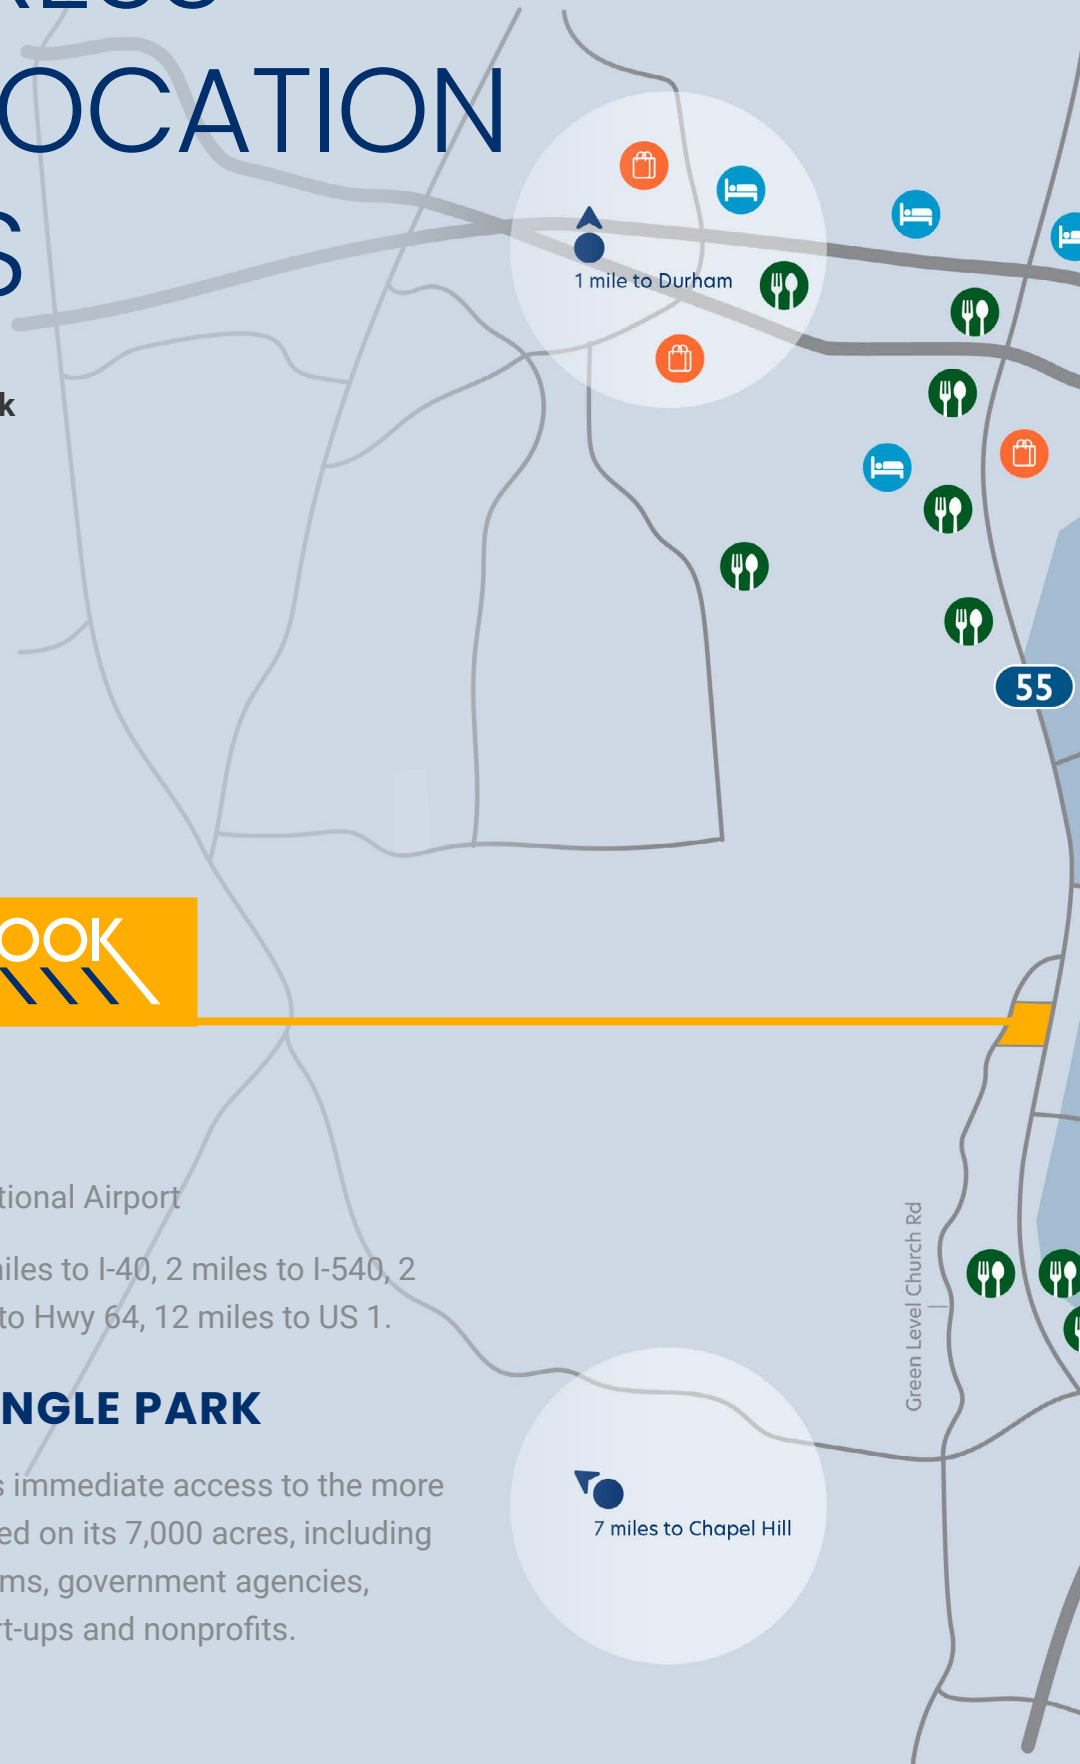 OCATION
S
k
1 mile to Durham
55
OOK
tional Airport
iles to I-40, 2 miles to I-540, 2
to Hwy 64, 12 miles to US 1.
Green Level Church Rd
NGLE PARK
s immediate access to the more
ed on its 7,000 acres, including
ms, government agencies,
rt-ups and nonprofits.
7 miles to Chapel Hill